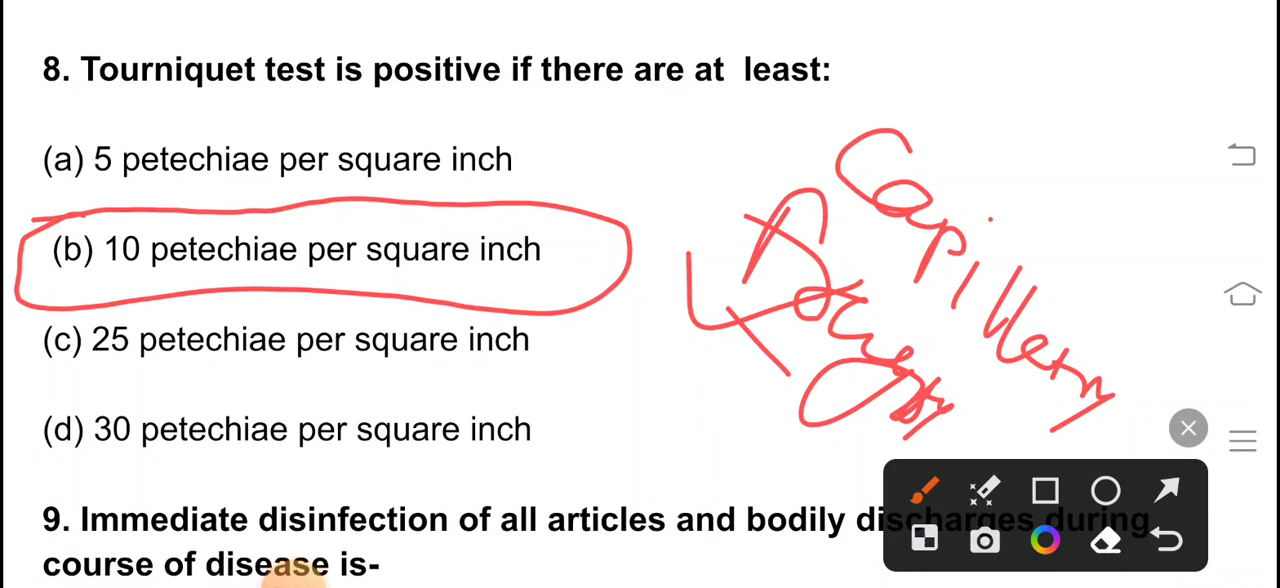 8. Tourniquet test is positive if there are at least:
(a) 5 petechiae per square inch
(b) 10 petechiae per square inch
(c) 25 petechiae per square inch
(d) 30 petechiae per square inch
Capillery
9. Immediate disinfection of all articles and bodily discharges during
course of disease is-